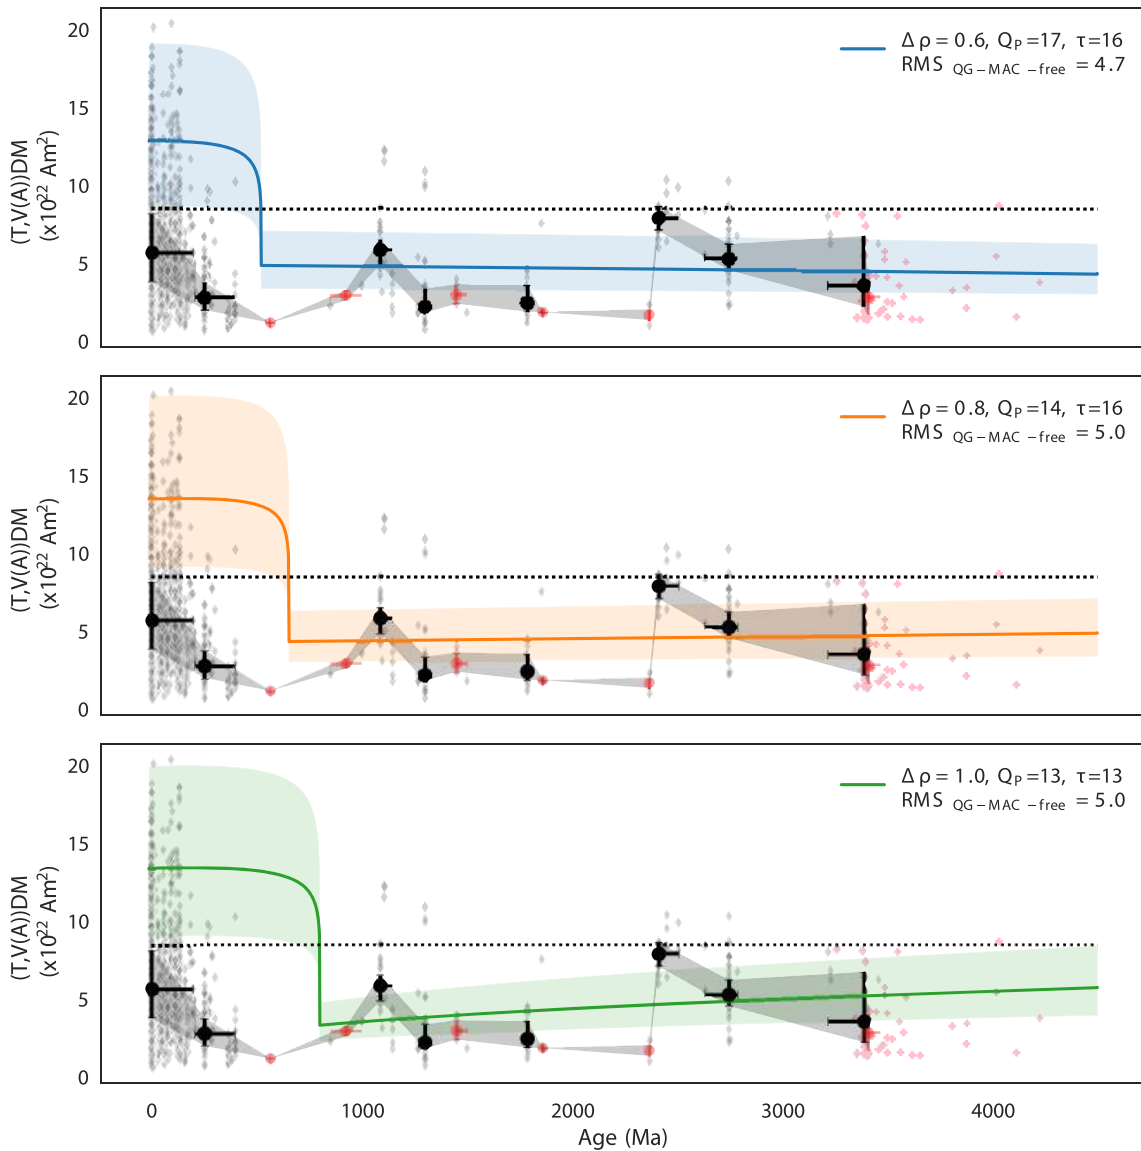 20
15
10
5
0
(T,V(A))DM
(x10²² Am²)
Δ ρ = 0.6, Q_P =17, τ=16
RMS QG−MAC −free = 4.7
20
15
10
5
0
(T,V(A))DM
(x10²² Am²)
Δ ρ = 0.8, Q_P =14, τ=16
RMS QG−MAC −free = 5.0
20
15
10
5
0
(T,V(A))DM
(x10²² Am²)
Δ ρ = 1.0, Q_P =13, τ=13
RMS QG−MAC −free = 5.0
0 1000 2000 3000 4000
Age (Ma)